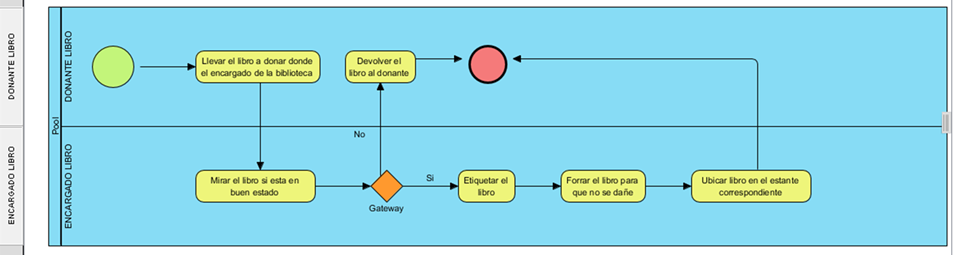 DONANTE LIBRO
ENCARGADO LIBRO
Pool
DONANTE LIBRO
Llevar el libro a donar donde
el encargado de la biblioteca
Devolver el
libro al donante
No
ENCARGADO LIBRO
Mirar el libro si esta en
buen estado
Gateway
Si
Etiquetar el
libro
Forrar el libro para
que no se dañe
Ubicar libro en el estante
correspondiente